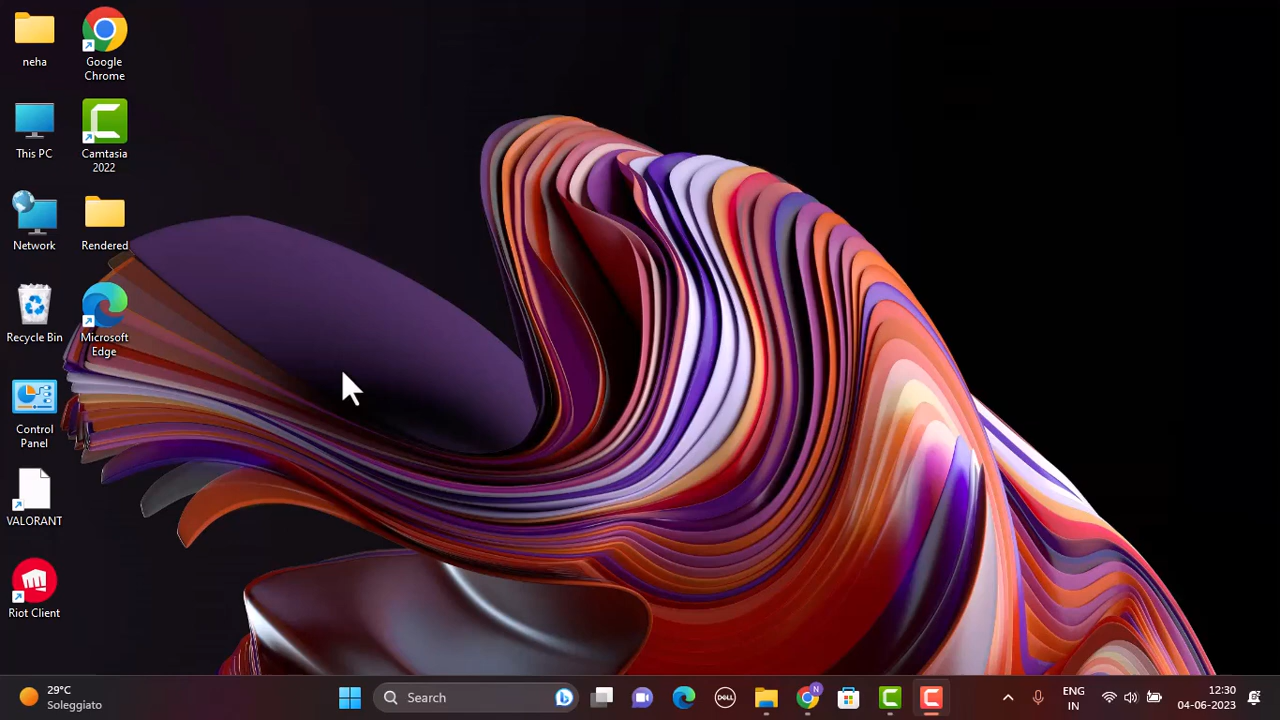 neha
Google
Chrome
This PC
Camtasia
2022
Network
Rendered
Recycle Bin
Microsoft
Edge
Control
Panel
VALORANT
Riot Client
29°C
Soleggiato
Search
DELL
N
ENG
IN
12:30
04-06-2023